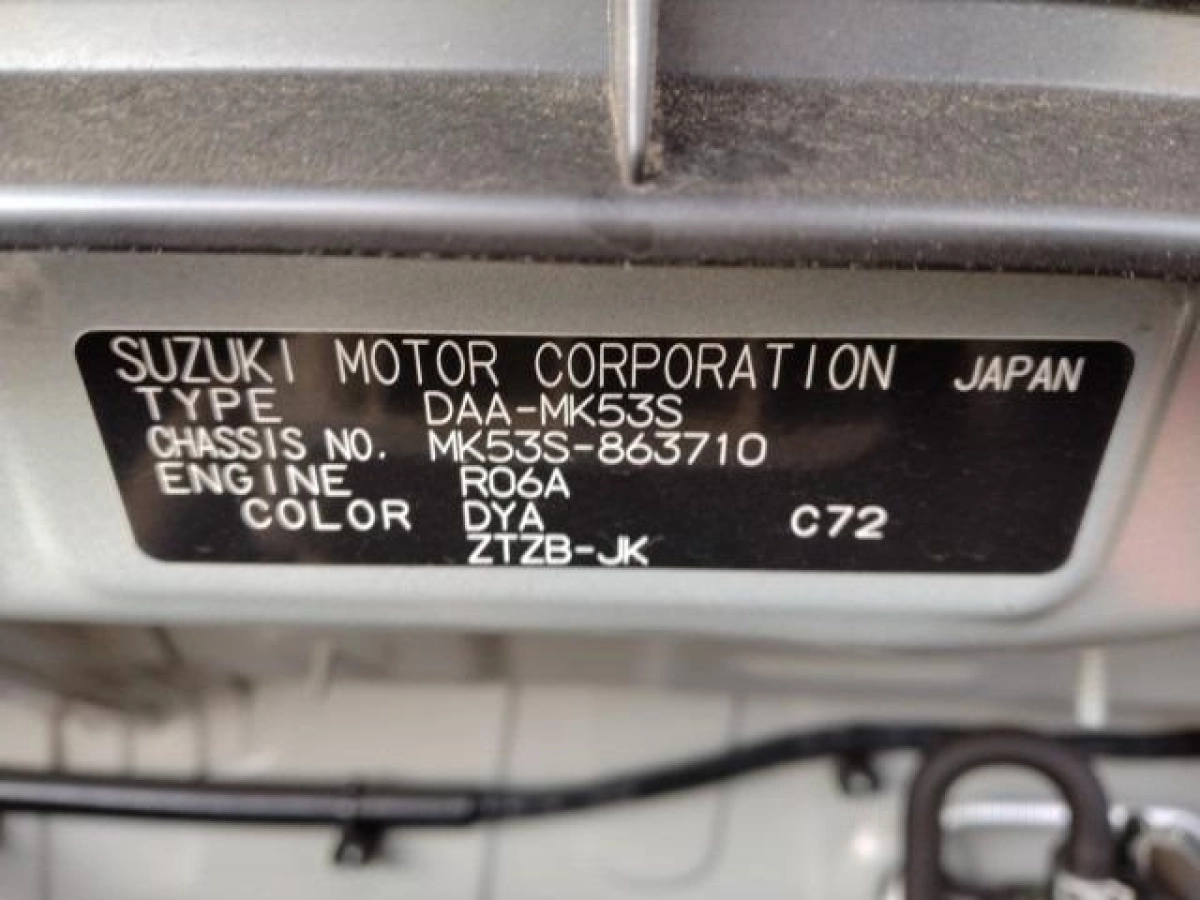 SUZUKI MOTOR CORPORATION JAPAN
TYPE DAA-MK53S
CHASSIS NO. MK53S-863710
ENGINE R06A
COLOR DYA C72
ZTZB-JK